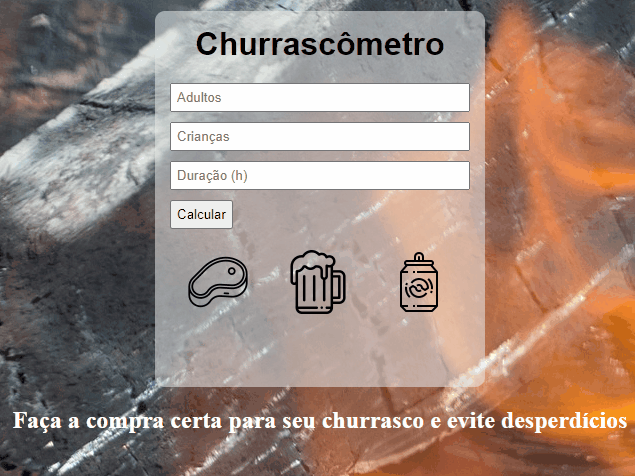 Churrascômetro
Adultos
Crianças
Duração (h)
Calcular
Faça a compra certa para seu churrasco e evite desperdícios